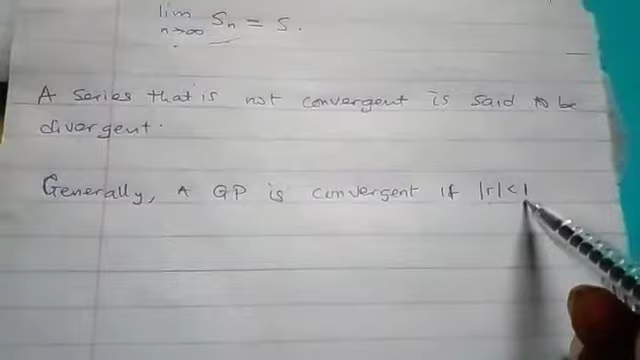 lim Sn = S.
n→∞
A series that is not convergent is said to be
divergent.
Generally, A GP is convergent if |r|<1